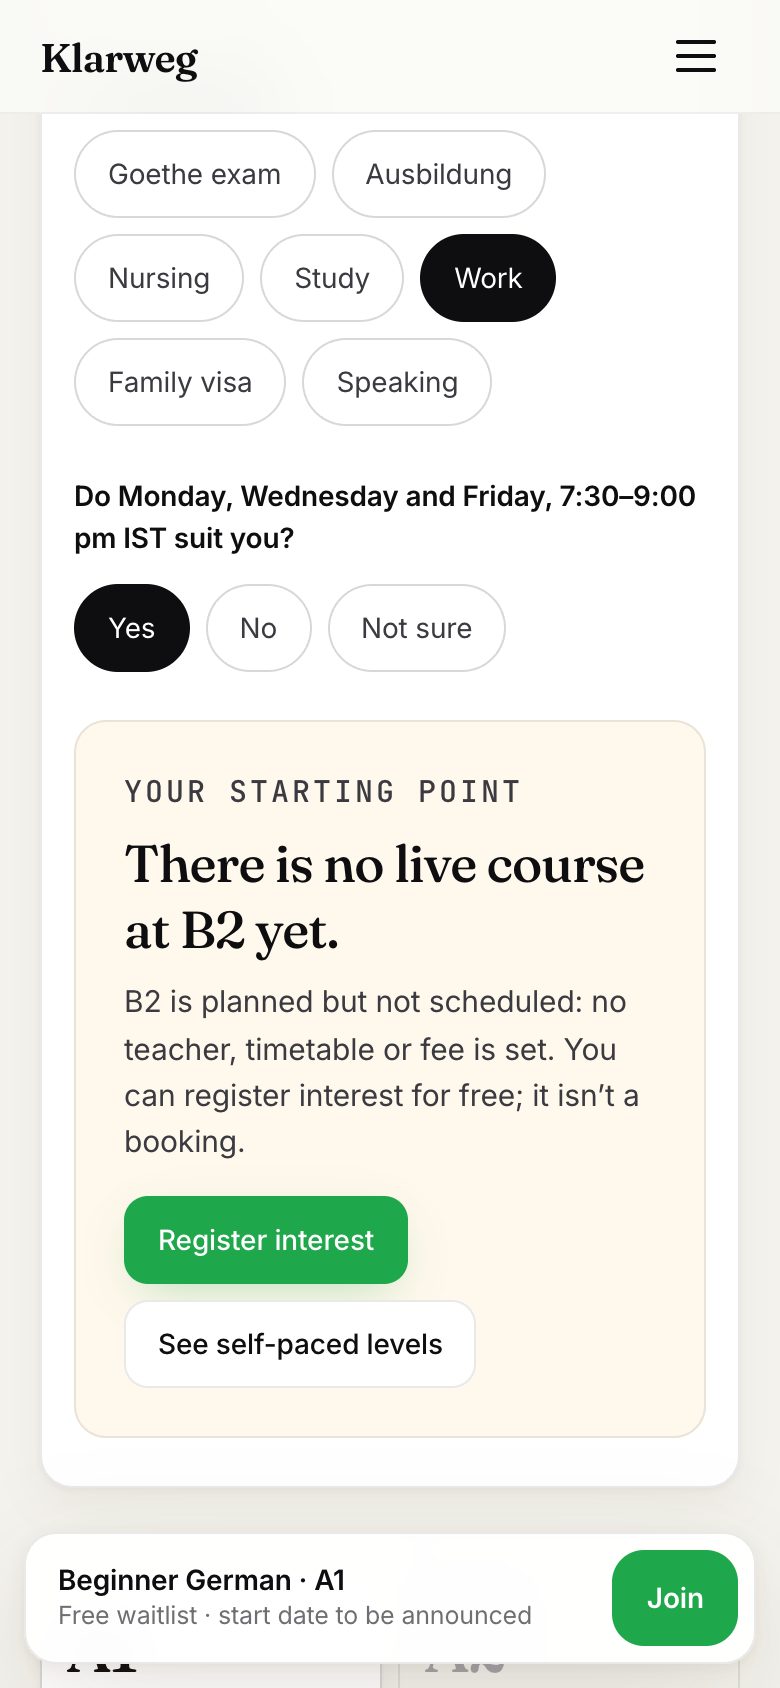 Klarweg
Goethe exam
Ausbildung
Nursing
Study
Work
Family visa
Speaking
Do Monday, Wednesday and Friday, 7:30–9:00
pm IST suit you?
Yes
No
Not sure
YOUR STARTING POINT
There is no live course
at B2 yet.
B2 is planned but not scheduled: no
teacher, timetable or fee is set. You
can register interest for free; it isn’t a
booking.
Register interest
See self-paced levels
Beginner German · A1
Free waitlist · start date to be announced
Join